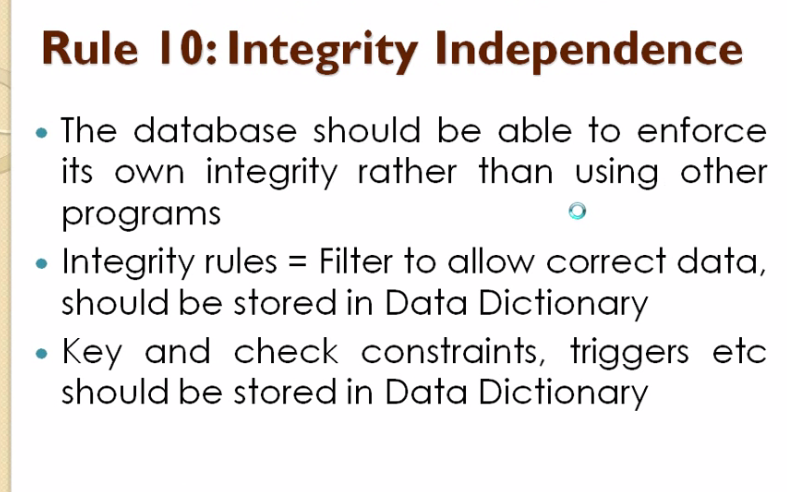 Rule 10: Integrity Independence
• The database should be able to enforce
its own integrity rather than using other
programs
• Integrity rules = Filter to allow correct data,
should be stored in Data Dictionary
• Key and check constraints, triggers etc
should be stored in Data Dictionary